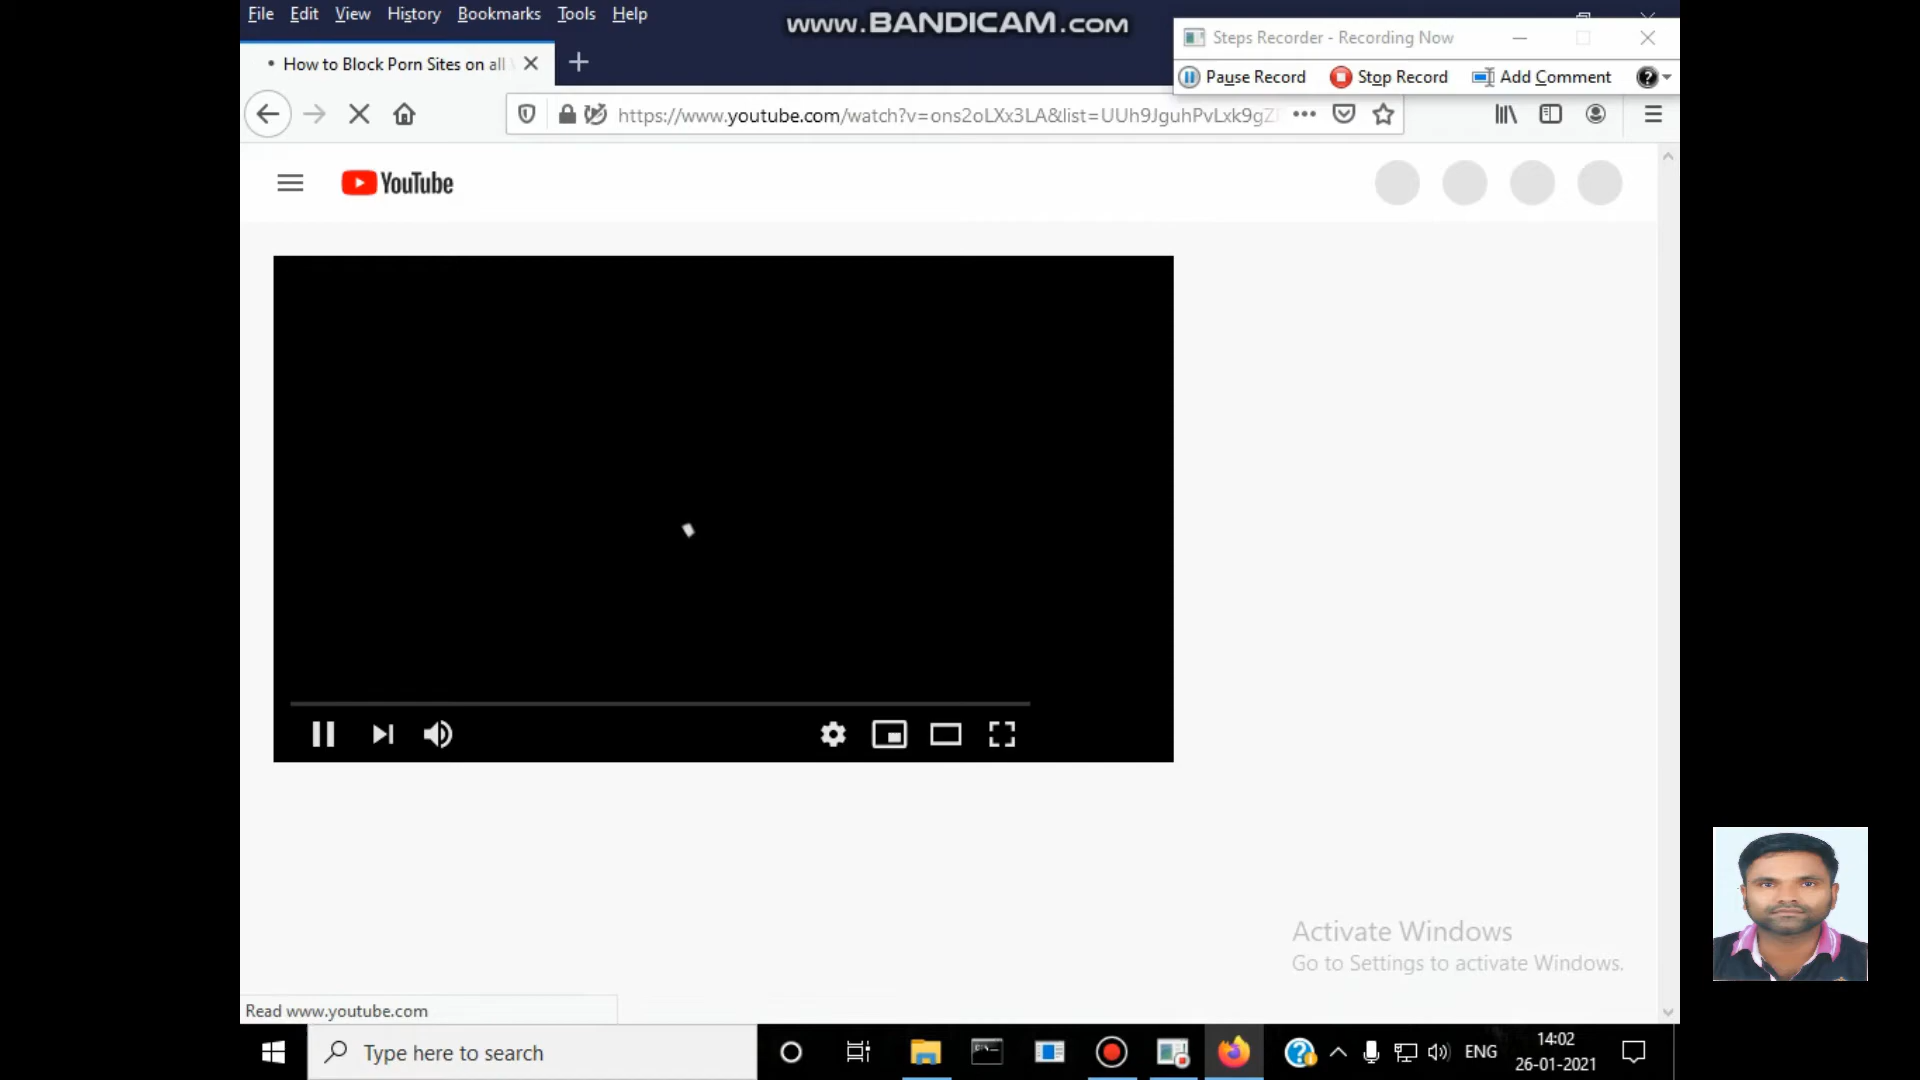 File Edit View History Bookmarks Tools Help
www.BANDICAM.com
Steps Recorder - Recording Now
Pause Record Stop Record Add Comment
How to Block Porn Sites on all
https://www.youtube.com/watch?v=ons2oLXx3LA&list=UUh9JguhPvLxk9gZ
YouTube
Activate Windows
Go to Settings to activate Windows.
Read www.youtube.com
Type here to search
ENG
14:02
26-01-2021